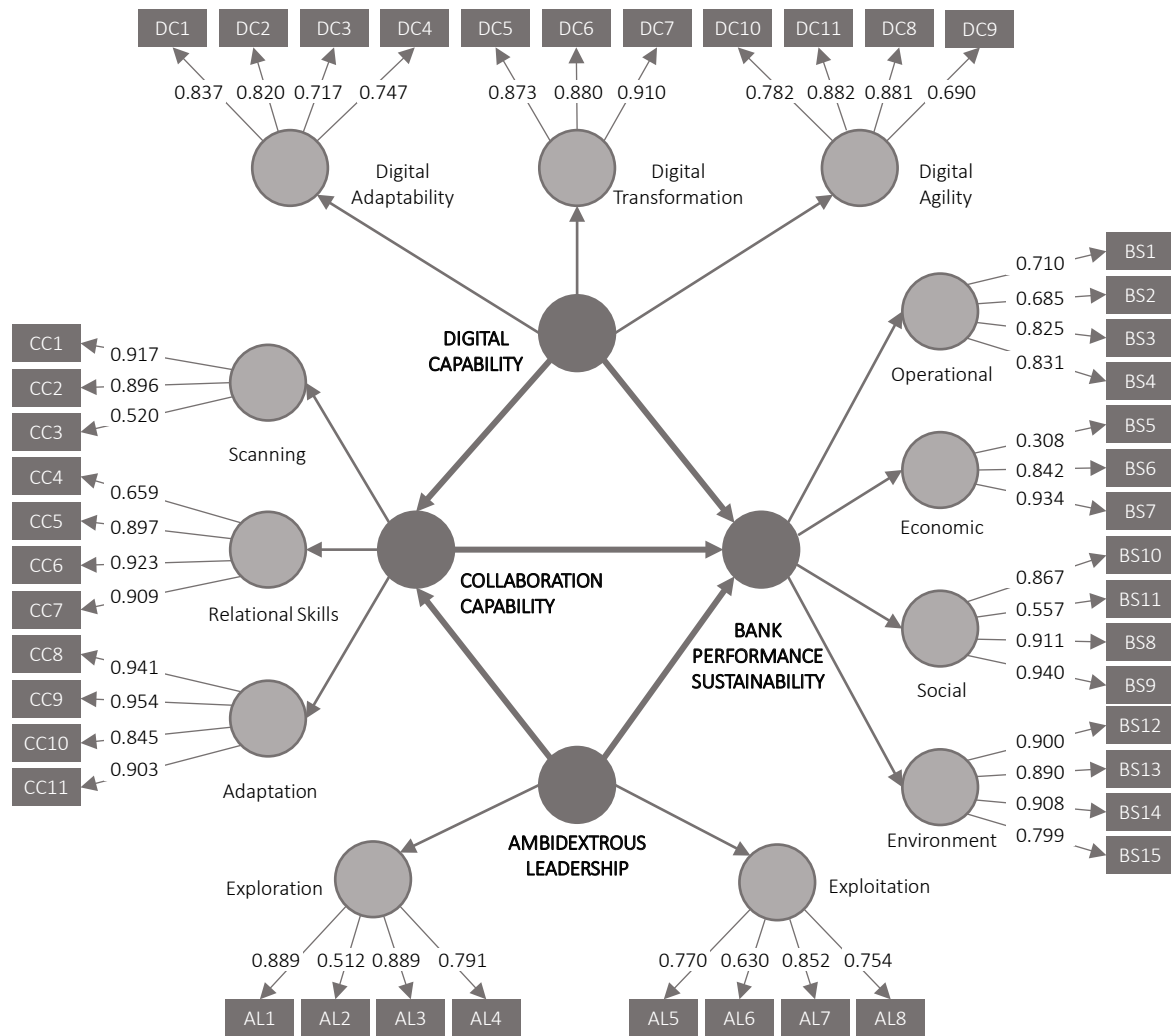 DC1 DC2 DC3 DC4 DC5 DC6 DC7 DC10 DC11 DC8 DC9
0.837 0.820 0.717 0.747 0.873 0.880 0.910 0.782 0.882 0.881 0.690
Digital
Adaptability
Digital
Transformation
Digital
Agility
DIGITAL
CAPABILITY
CC1
CC2
CC3
0.917
0.896
0.520
Scanning
CC4
CC5
CC6
CC7
0.659
0.897
0.923
0.909
Relational Skills
CC8
CC9
CC10
CC11
0.941
0.954
0.845
0.903
Adaptation
COLLABORATION
CAPABILITY
BANK
PERFORMANCE
SUSTAINABILITY
0.710
0.685
0.825
0.831
BS1
BS2
BS3
BS4
Operational
0.308
0.842
0.934
BS5
BS6
BS7
Economic
0.867
0.557
0.911
0.940
BS10
BS11
BS8
BS9
Social
0.900
0.890
0.908
0.799
BS12
BS13
BS14
BS15
Environment
AMBIDEXTROUS
LEADERSHIP
Exploration
Exploitation
0.889 0.512 0.889 0.791 0.770 0.630 0.852 0.754
AL1 AL2 AL3 AL4 AL5 AL6 AL7 AL8